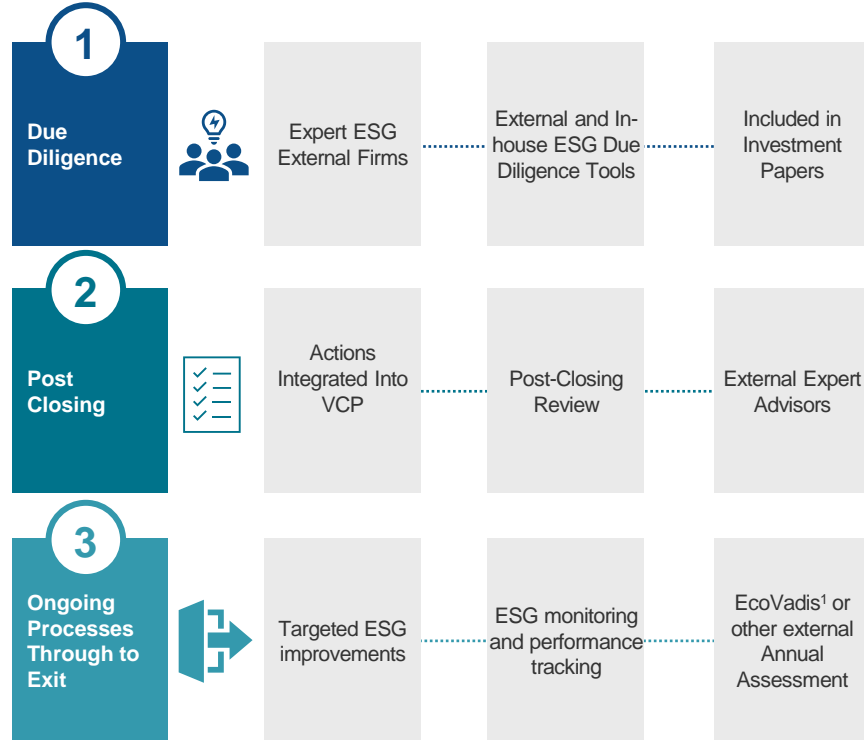 1
Due
Diligence
Expert ESG
External Firms
External and In-
house ESG Due
Diligence Tools
Included in
Investment
Papers
2
Post
Closing
Actions
Integrated Into
VCP
Post-Closing
Review
External Expert
Advisors
3
Ongoing
Processes
Through to
Exit
Targeted ESG
improvements
ESG monitoring
and performance
tracking
EcoVadis¹ or
other external
Annual
Assessment